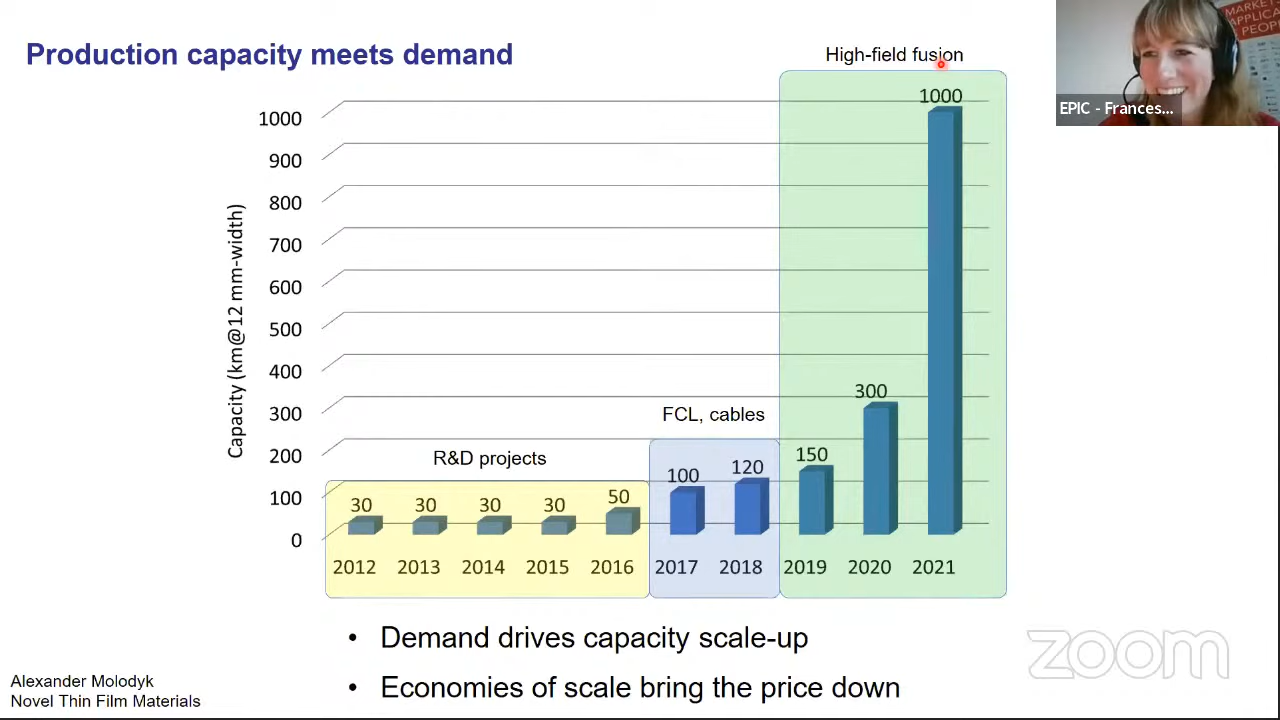 Production capacity meets demand
High-field fusion
MARKET
APPLICA
PEOPL
EPIC - Frances...
Capacity (km@12 mm-width)
1000
900
800
700
600
500
400
300
200
100
0
R&D projects
FCL, cables
30
30
30
30
50
100
120
150
300
1000
2012
2013
2014
2015
2016
2017
2018
2019
2020
2021
• Demand drives capacity scale-up
• Economies of scale bring the price down
Alexander Molodyk
Novel Thin Film Materials
zoom